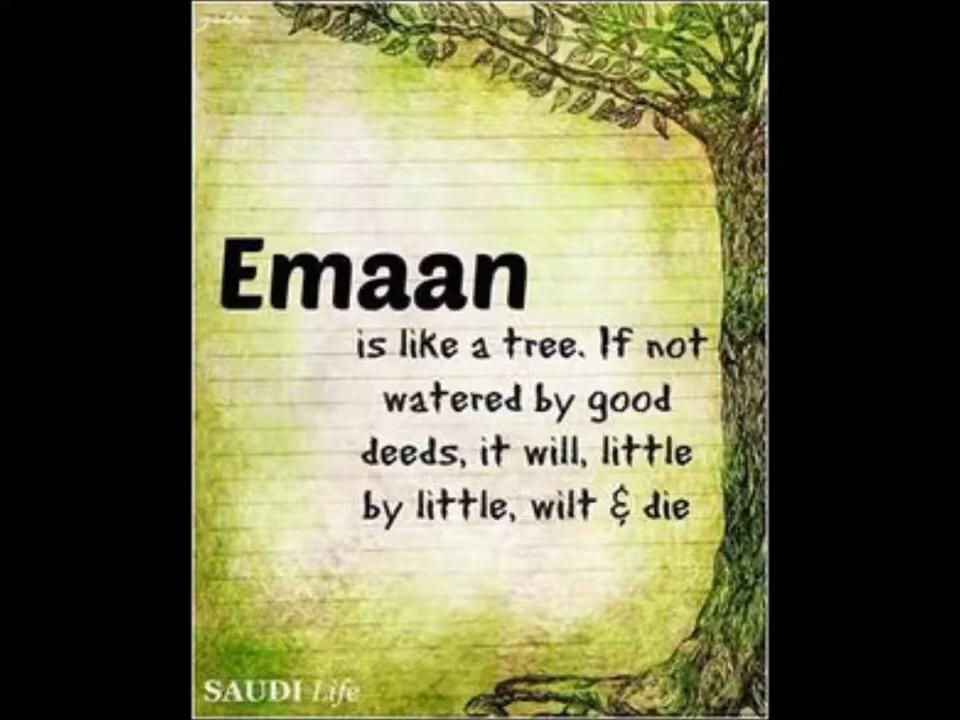 Emaan
is like a tree. If not
watered by good
deeds, it will, little
by little, wilt & die
SAUDI Life